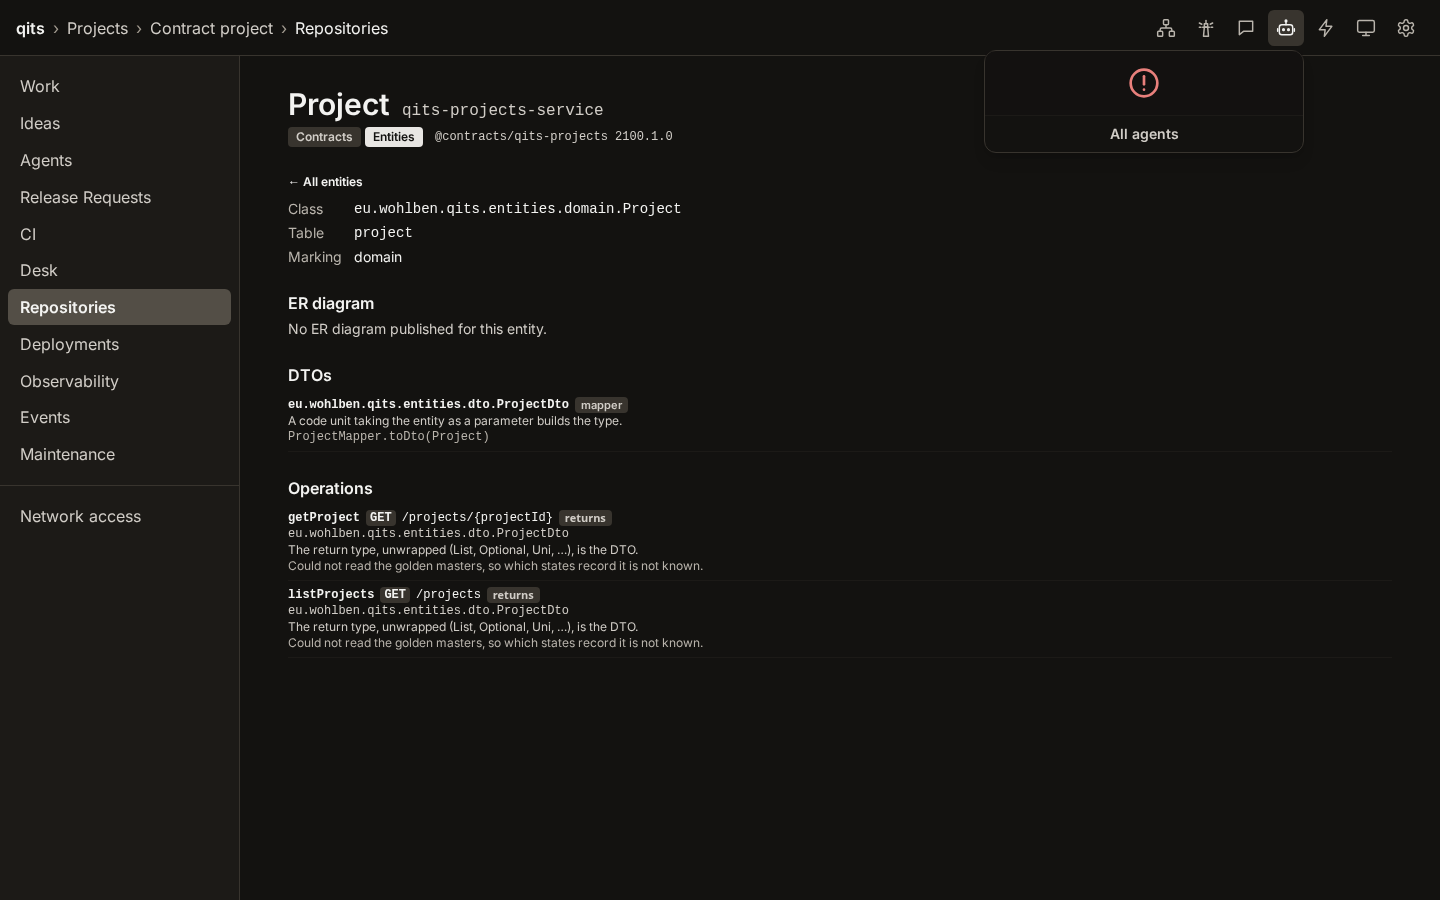 qits › Projects › Contract project › Repositories
All agents
Work
Ideas
Agents
Release Requests
CI
Desk
Repositories
Deployments
Observability
Events
Maintenance
Network access
Project qits-projects-service
Contracts Entities @contracts/qits-projects 2100.1.0
← All entities
Class eu.wohlben.qits.entities.domain.Project
Table project
Marking domain
ER diagram
No ER diagram published for this entity.
DTOs
eu.wohlben.qits.entities.dto.ProjectDto mapper
A code unit taking the entity as a parameter builds the type.
ProjectMapper.toDto(Project)
Operations
getProject GET /projects/{projectId} returns
eu.wohlben.qits.entities.dto.ProjectDto
The return type, unwrapped (List, Optional, Uni, …), is the DTO.
Could not read the golden masters, so which states record it is not known.
listProjects GET /projects returns
eu.wohlben.qits.entities.dto.ProjectDto
The return type, unwrapped (List, Optional, Uni, …), is the DTO.
Could not read the golden masters, so which states record it is not known.